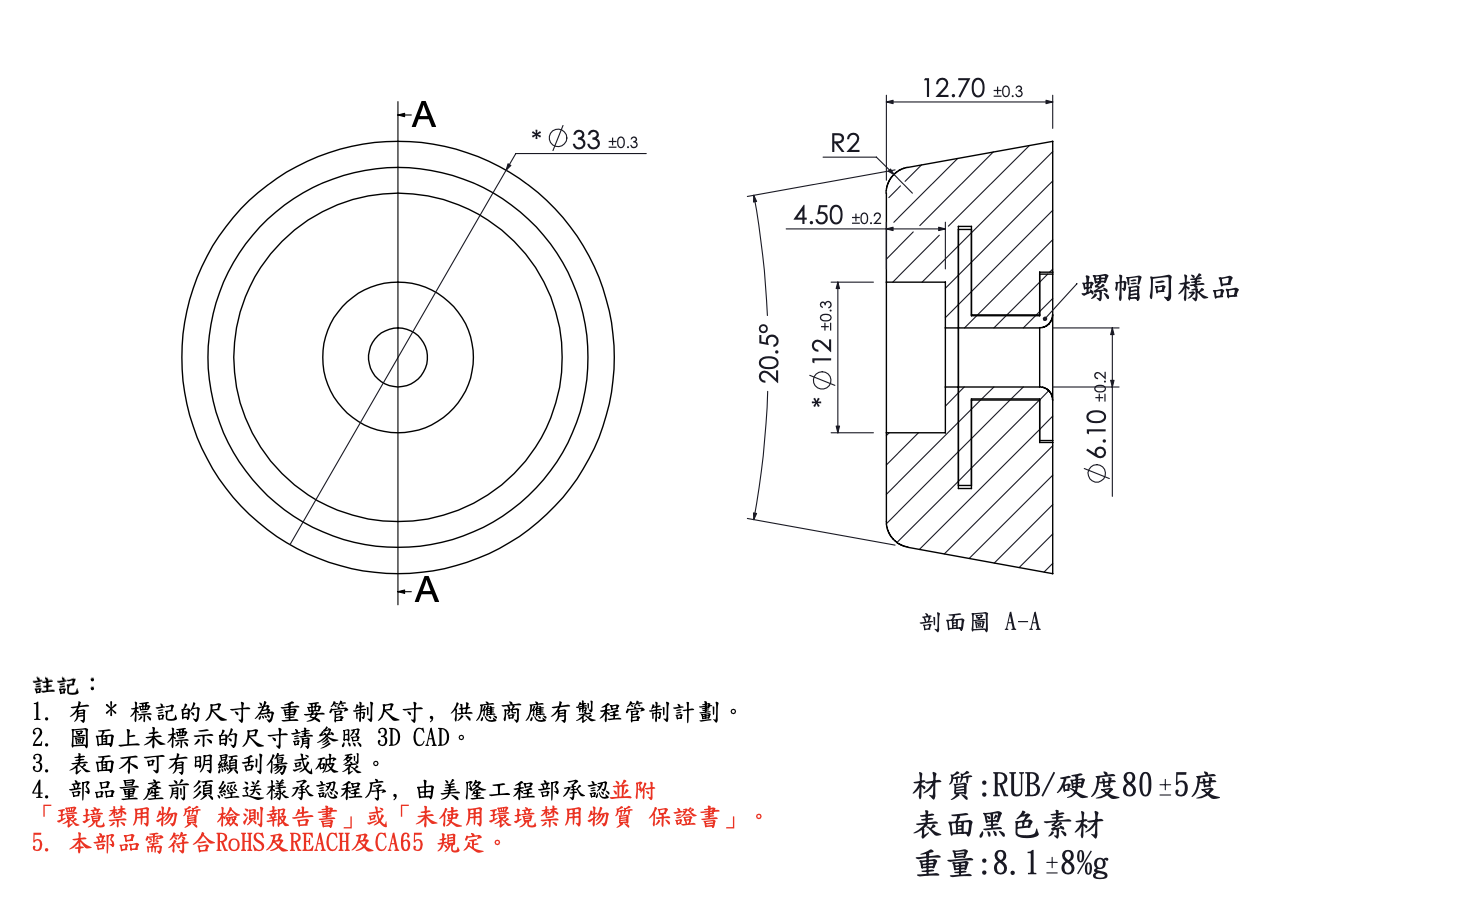 A
* ∅33 ±0.3
A
12.70 ±0.3
R2
4.50 ±0.2
20.5°
* ∅12 ±0.3
∅6.10 ±0.2
螺帽同樣品
剖面圖 A-A
註記：
1. 有 * 標記的尺寸為重要管制尺寸, 供應商應有製程管制計劃。
2. 圖面上未標示的尺寸請參照 3D CAD。
3. 表面不可有明顯刮傷或破裂。
4. 部品量產前須經送樣承認程序, 由美隆工程部承認並附
「環境禁用物質 檢測報告書」或「未使用環境禁用物質 保證書」。
5. 本部品需符合RoHS及REACH及CA65 規定。
材質:RUB/硬度80±5度
表面黑色素材
重量:8.1±8%g